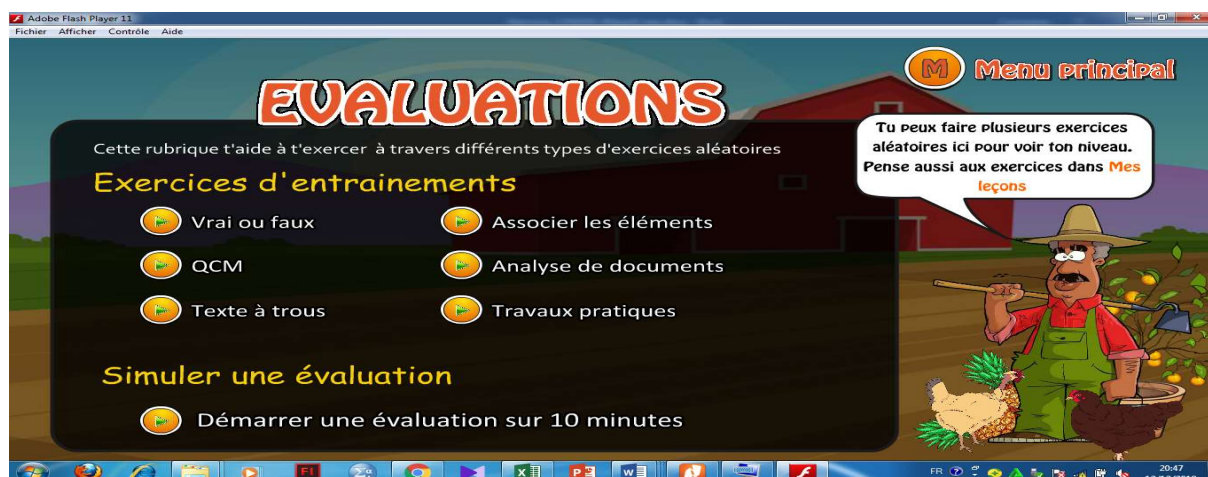 Adobe Flash Player 11
Fichier Afficher Contrôle Aide
M Menu principal
EVALUATIONS
Tu peux faire plusieurs exercices
aléatoires ici pour voir ton niveau.
Pense aussi aux exercices dans Mes
leçons
Cette rubrique t'aide à t'exercer à travers différents types d'exercices aléatoires
Exercices d'entrainements
Vrai ou faux
Associer les éléments
QCM
Analyse de documents
Texte à trous
Travaux pratiques
Simuler une évaluation
Démarrer une évaluation sur 10 minutes
FR
20:47